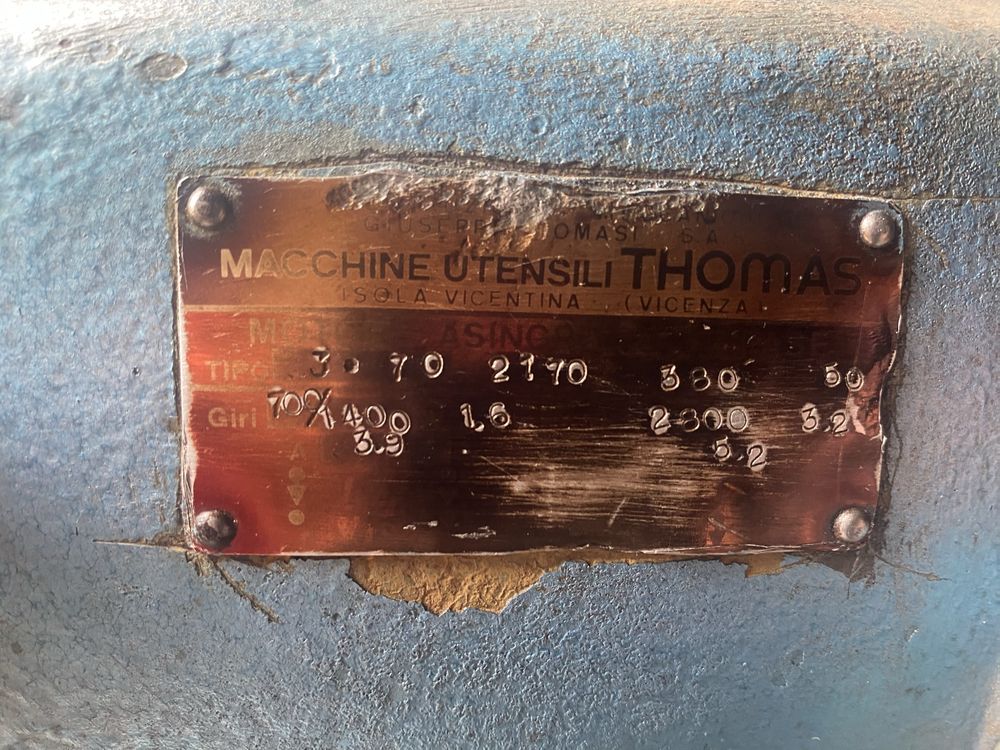 GIUSEPPE TOMASI S.A
MACCHINE UTENSILI THOMAS
ISOLA VICENTINA (VICENZA)
TIPO 3. 70 2170 380 50
Giri 700/1400 1,6 2800 3.2
3.9 5.2
A